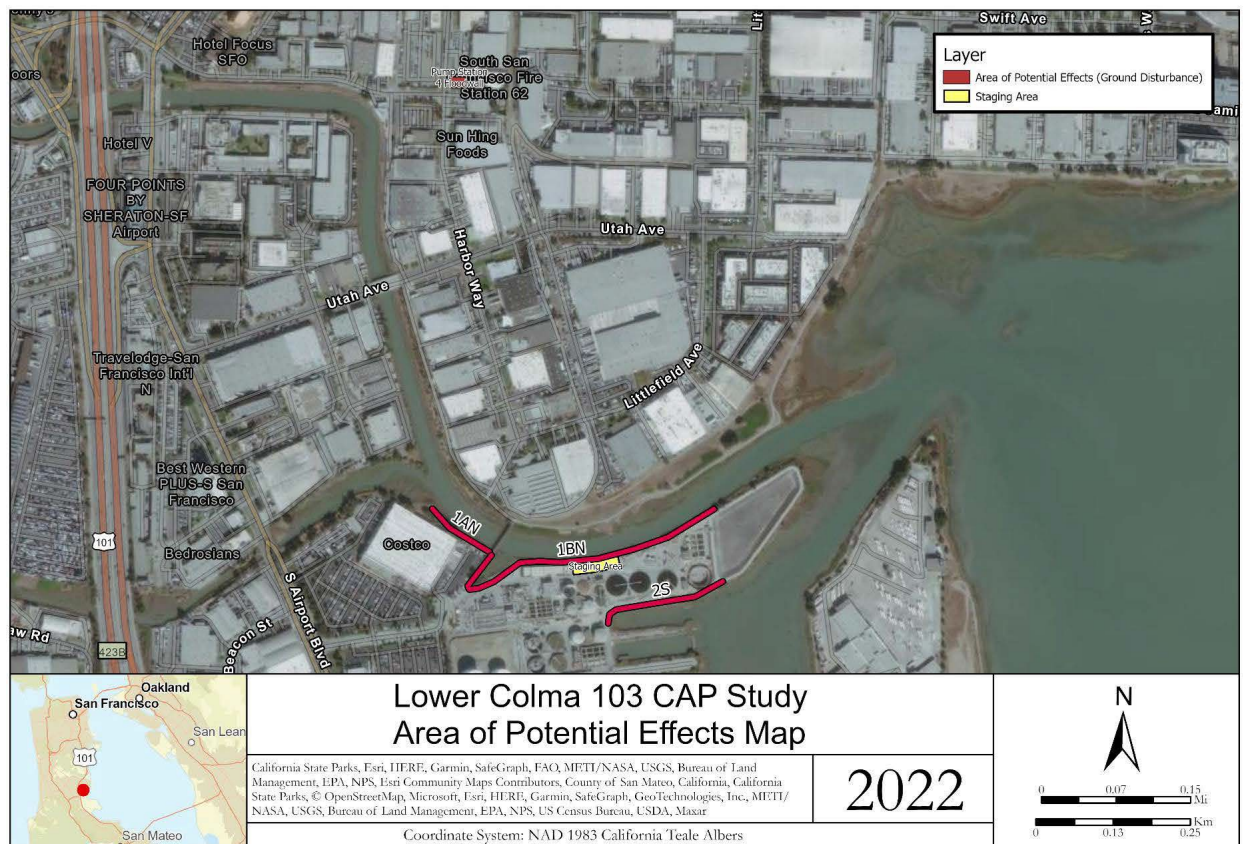 Hotel Focus
SFO
oors
Pump Station
4 Floodwall
South San
Fire
Station 62
Swift Ave
Layer
Area of Potential Effects (Ground Disturbance)
Staging Area
Hotel V
Sun Hing
Foods
FOUR POINTS
BY
SHERATON-SF
Airport
Utah Ave
Harbor Way
Utah Ave
Travelodge-San
Francisco Int'l
N
Littlefield Ave
Best Western
PLUS-S San
Francisco
101
Bedrosians
Costco
1AN
1BN
Staging Area
2S
S Airport Blvd
Beacon St
aw Rd
423B
Oakland
San Francisco
San Lean
101
San Mateo
Lower Colma 103 CAP Study
Area of Potential Effects Map
California State Parks, Esri, HERE, Garmin, SafeGraph, FAO, METI/NASA, USGS, Bureau of Land
Management, EPA, NPS, Esri Community Maps Contributors, County of San Mateo, California, California
State Parks, © OpenStreetMap, Microsoft, Esri, HERE, Garmin, SafeGraph, GeoTechnologies, Inc., METI/
NASA, USGS, Bureau of Land Management, EPA, NPS, US Census Bureau, USDA, Maxar
Coordinate System: NAD 1983 California Teale Albers
2022
N
0 0.07 0.15
Mi
Km
0 0.13 0.25